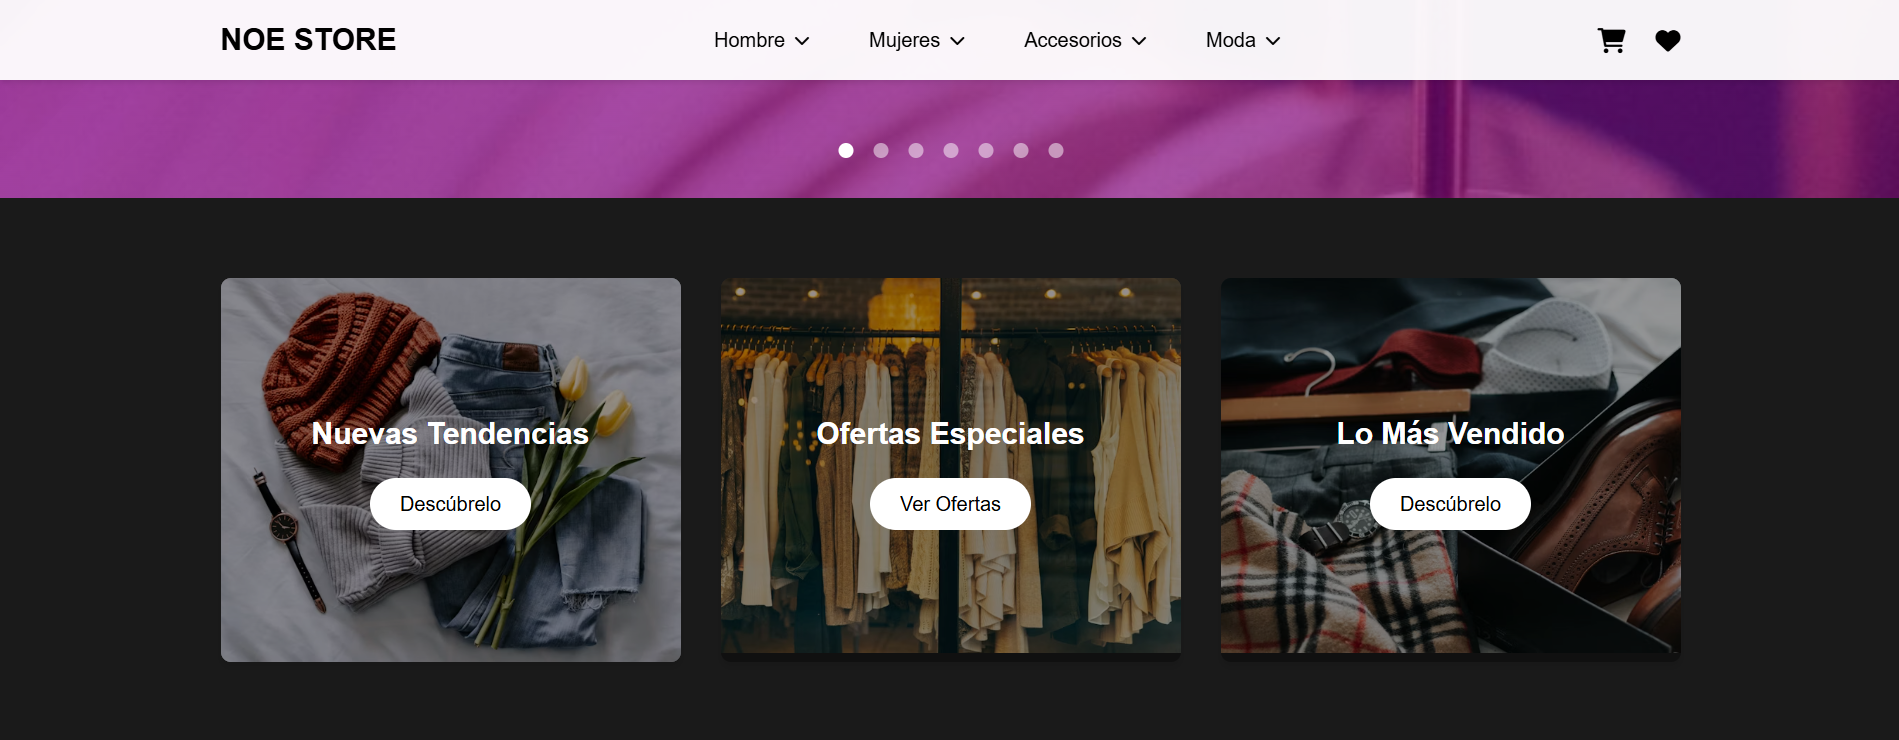 NOE STORE
Hombre
Mujeres
Accesorios
Moda
Nuevas Tendencias
Descúbrelo
Ofertas Especiales
Ver Ofertas
Lo Más Vendido
Descúbrelo